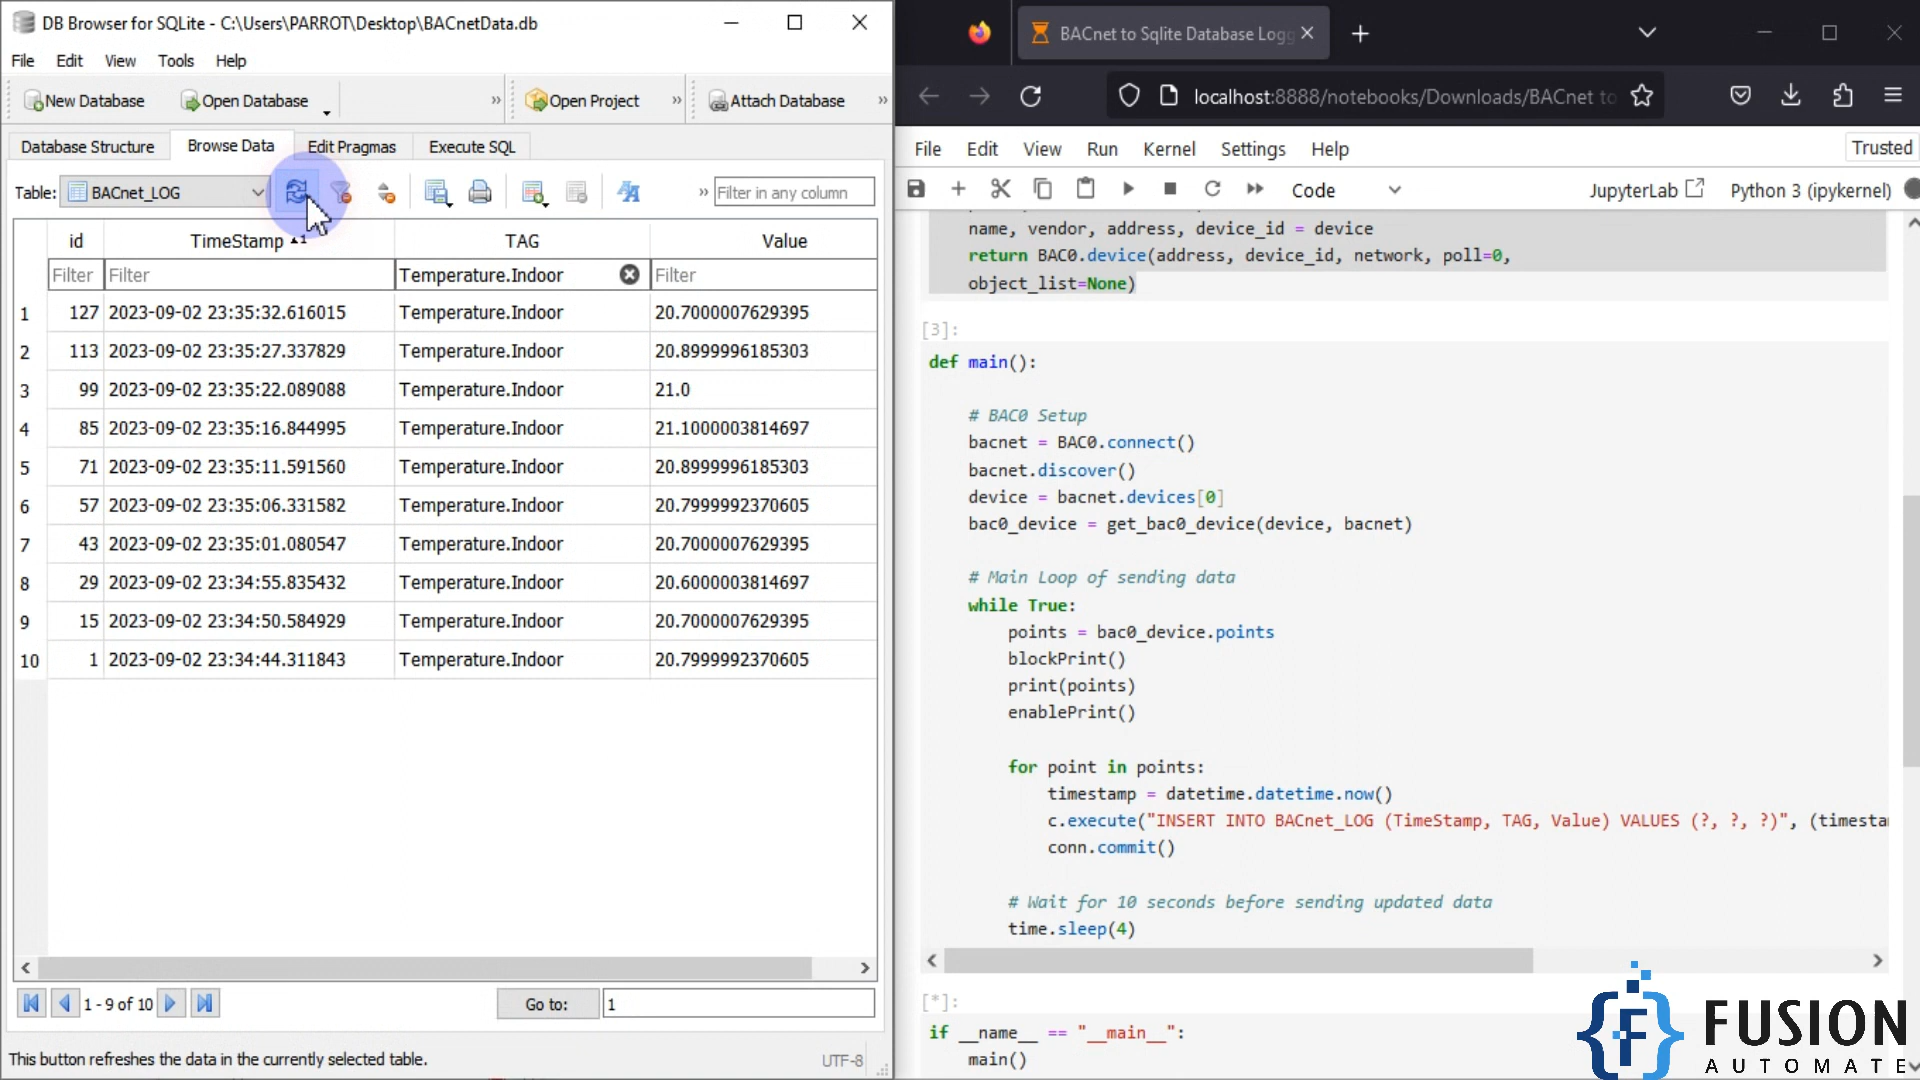 DB Browser for SQLite - C:\Users\PARROT\Desktop\BACnetData.db
File Edit View Tools Help
New Database Open Database » Open Project » Attach Database »
Database Structure Browse Data Edit Pragmas Execute SQL
Table: BACnet_LOG » Filter in any column
id TimeStamp 1 TAG Value
Filter Filter Temperature.Indoor Filter
1 127 2023-09-02 23:35:32.616015 Temperature.Indoor 20.7000007629395
2 113 2023-09-02 23:35:27.337829 Temperature.Indoor 20.8999996185303
3 99 2023-09-02 23:35:22.089088 Temperature.Indoor 21.0
4 85 2023-09-02 23:35:16.844995 Temperature.Indoor 21.1000003814697
5 71 2023-09-02 23:35:11.591560 Temperature.Indoor 20.8999996185303
6 57 2023-09-02 23:35:06.331582 Temperature.Indoor 20.7999992370605
7 43 2023-09-02 23:35:01.080547 Temperature.Indoor 20.7000007629395
8 29 2023-09-02 23:34:55.835432 Temperature.Indoor 20.6000003814697
9 15 2023-09-02 23:34:50.584929 Temperature.Indoor 20.7000007629395
10 1 2023-09-02 23:34:44.311843 Temperature.Indoor 20.7999992370605
1 - 9 of 10 Go to: 1
This button refreshes the data in the currently selected table. UTF-8
BACnet to Sqlite Database Logg
localhost:8888/notebooks/Downloads/BACnet to
File Edit View Run Kernel Settings Help Trusted
Code JupyterLab Python 3 (ipykernel)
name, vendor, address, device_id = device
return BAC0.device(address, device_id, network, poll=0,
object_list=None)
[3]:
def main():
# BAC0 Setup
bacnet = BAC0.connect()
bacnet.discover()
device = bacnet.devices[0]
bac0_device = get_bac0_device(device, bacnet)
# Main Loop of sending data
while True:
points = bac0_device.points
blockPrint()
print(points)
enablePrint()
for point in points:
timestamp = datetime.datetime.now()
c.execute("INSERT INTO BACnet_LOG (TimeStamp, TAG, Value) VALUES (?, ?, ?)", (timesta
conn.commit()
# Wait for 10 seconds before sending updated data
time.sleep(4)
[*]:
if __name__ == "__main__":
main()
FUSION
AUTOMATE